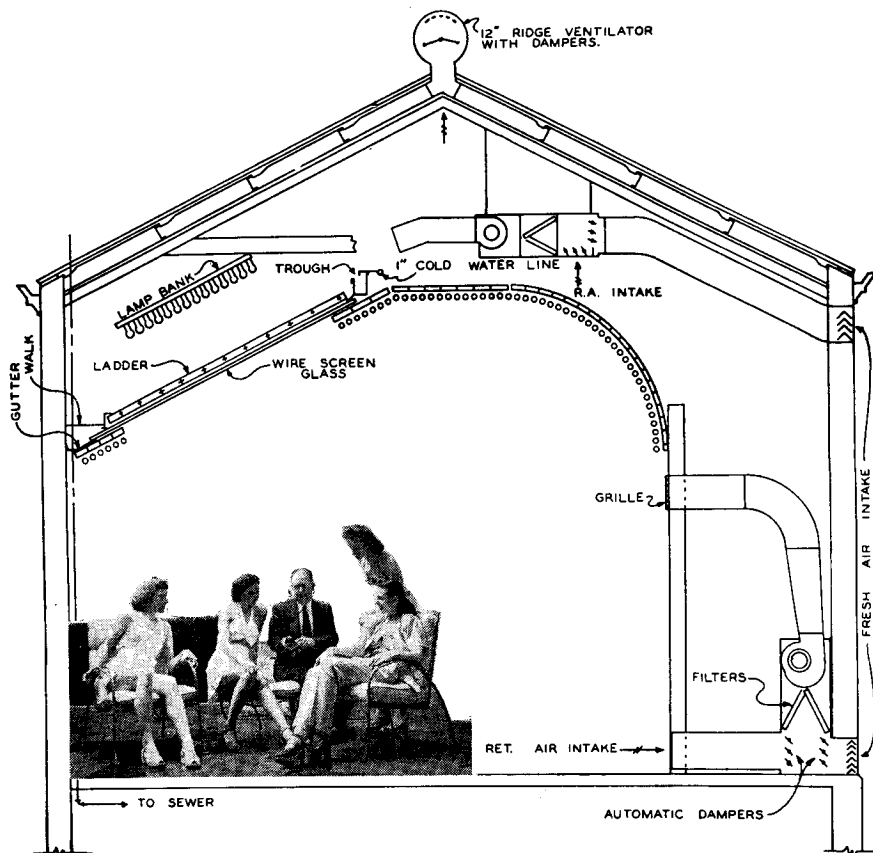 12" RIDGE VENTILATOR
WITH DAMPERS.
TROUGH
1" COLD WATER LINE
LAMP BANK
R.A. INTAKE
LADDER
WIRE SCREEN
GLASS
GUTTER
WALK
GRILLE
FRESH AIR INTAKE
FILTERS
RET. AIR INTAKE
TO SEWER
AUTOMATIC DAMPERS